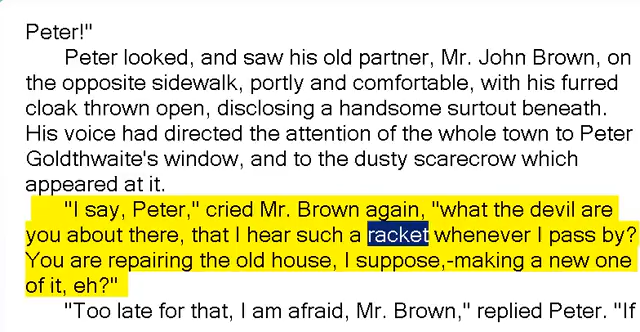 Peter!"
Peter looked, and saw his old partner, Mr. John Brown, on
the opposite sidewalk, portly and comfortable, with his furred
cloak thrown open, disclosing a handsome surtout beneath.
His voice had directed the attention of the whole town to Peter
Goldthwaite's window, and to the dusty scarecrow which
appeared at it.
"I say, Peter," cried Mr. Brown again, "what the devil are
you about there, that I hear such a racket whenever I pass by?
You are repairing the old house, I suppose,-making a new one
of it, eh?"
"Too late for that, I am afraid, Mr. Brown," replied Peter. "If